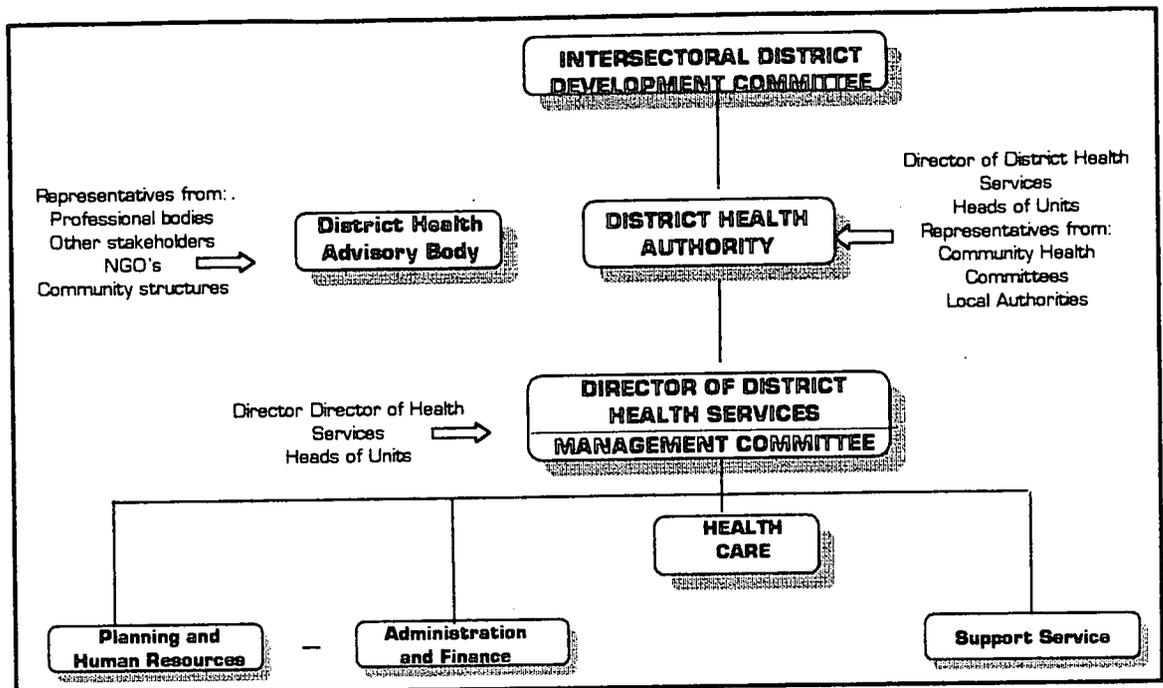 INTERSECTORAL DISTRICT
DEVELOPMENT COMMITTEE
Representatives from: .
Professional bodies
Other stakeholders
NGO's
Community structures
District Health
Advisory Body
DISTRICT HEALTH
AUTHORITY
Director of District Health
Services
Heads of Units
Representatives from:
Community Health
Committees
Local Authorities
Director Director of Health
Services
Heads of Units
DIRECTOR OF DISTRICT
HEALTH SERVICES
MANAGEMENT COMMITTEE
HEALTH
CARE
Planning and
Human Resources
Administration
and Finance
Support Service